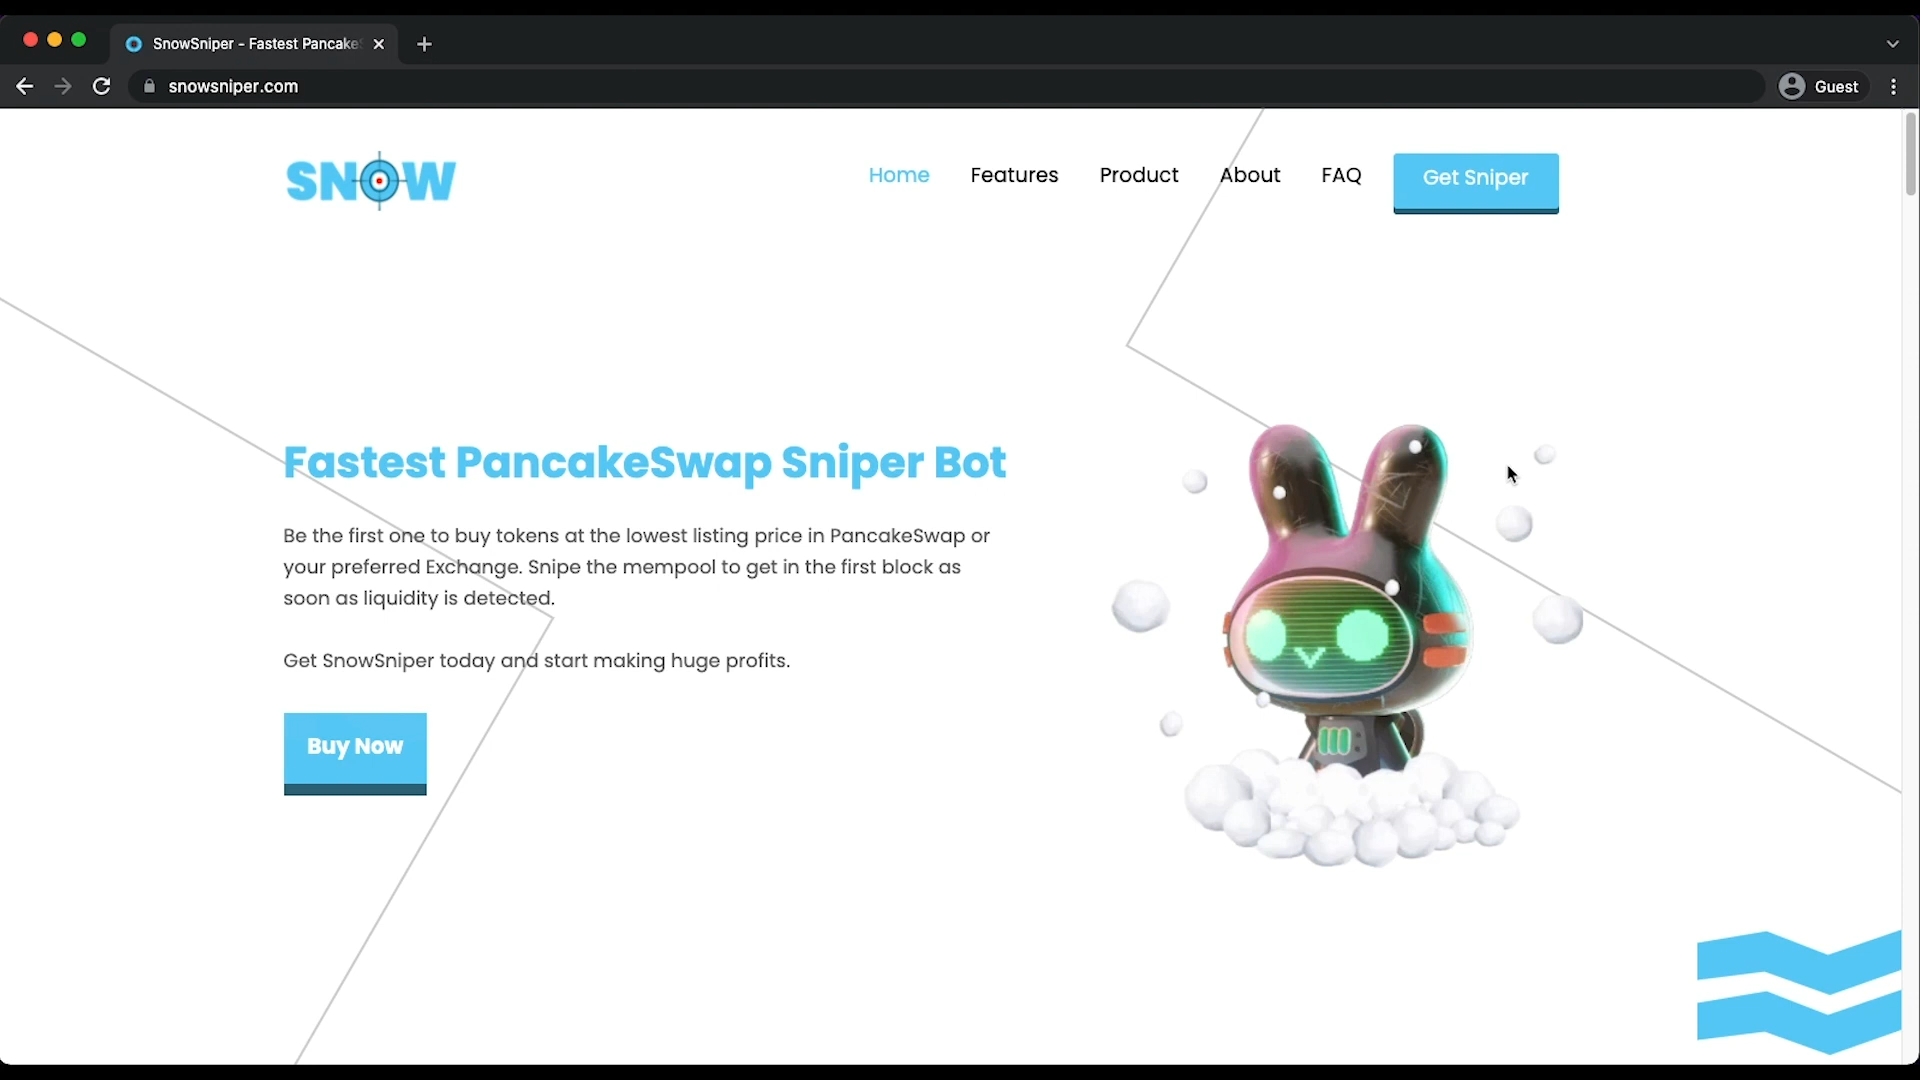 SnowSniper - Fastest Pancake
snowsniper.com
Guest
SNOW
Home
Features
Product
About
FAQ
Get Sniper
Fastest PancakeSwap Sniper Bot
Be the first one to buy tokens at the lowest listing price in PancakeSwap or
your preferred Exchange. Snipe the mempool to get in the first block as
soon as liquidity is detected.
Get SnowSniper today and start making huge profits.
Buy Now